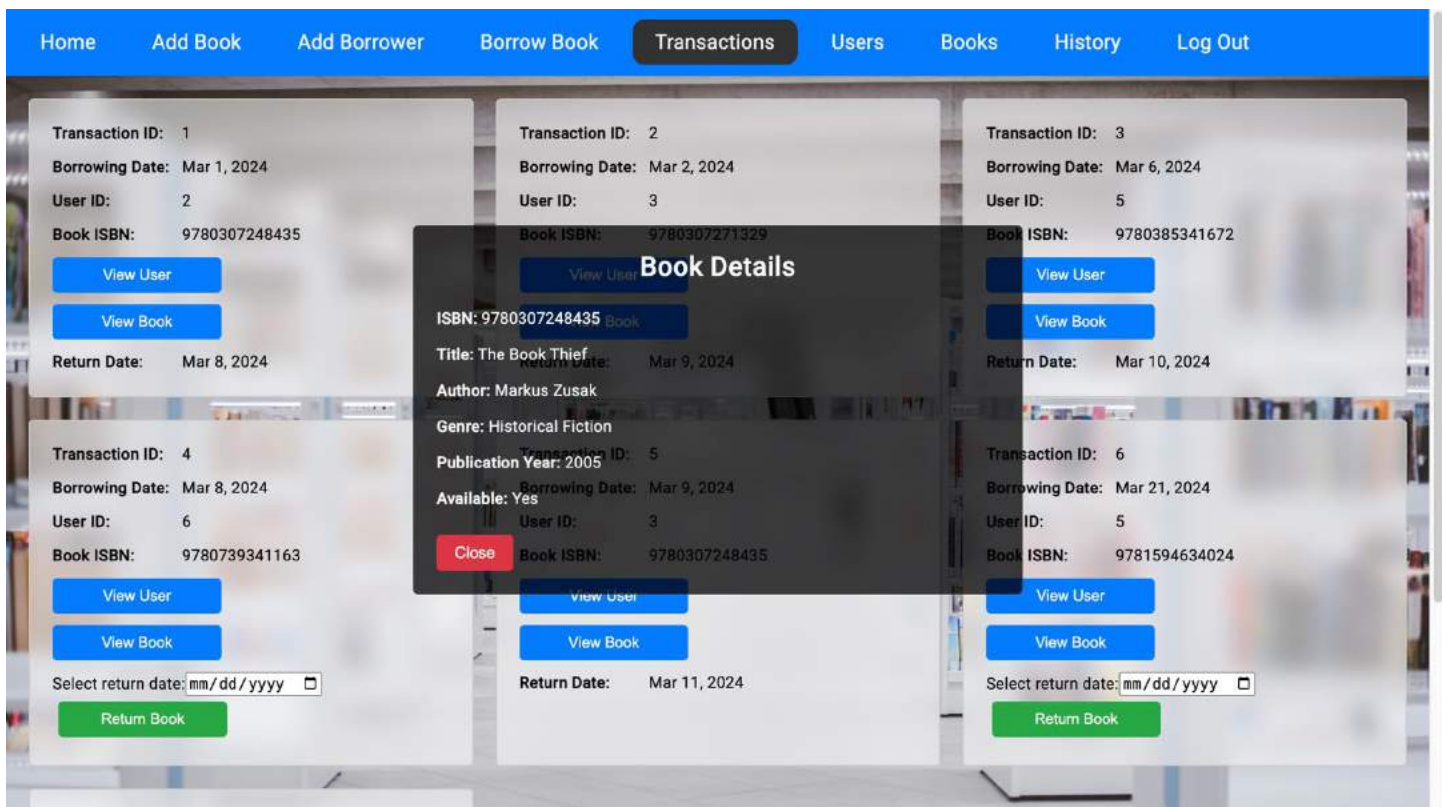 Home Add Book Add Borrower Borrow Book Transactions Users Books History Log Out
Transaction ID: 1
Borrowing Date: Mar 1, 2024
User ID: 2
Book ISBN: 9780307248435
View User
View Book
Return Date: Mar 8, 2024
Transaction ID: 2
Borrowing Date: Mar 2, 2024
User ID: 3
Book ISBN: 9780307271329
View User
View Book
Return Date: Mar 9, 2024
Transaction ID: 3
Borrowing Date: Mar 6, 2024
User ID: 5
Book ISBN: 9780385341672
View User
View Book
Return Date: Mar 10, 2024
Book Details
ISBN: 9780307248435
Title: The Book Thief
Author: Markus Zusak
Genre: Historical Fiction
Publication Year: 2005
Available: Yes
Close
Transaction ID: 4
Borrowing Date: Mar 8, 2024
User ID: 6
Book ISBN: 9780739341163
View User
View Book
Select return date: mm/dd/yyyy
Return Book
Transaction ID: 5
Borrowing Date: Mar 9, 2024
User ID: 3
Book ISBN: 9780307248435
View User
View Book
Return Date: Mar 11, 2024
Transaction ID: 6
Borrowing Date: Mar 21, 2024
User ID: 5
Book ISBN: 9781594634024
View User
View Book
Select return date: mm/dd/yyyy
Return Book